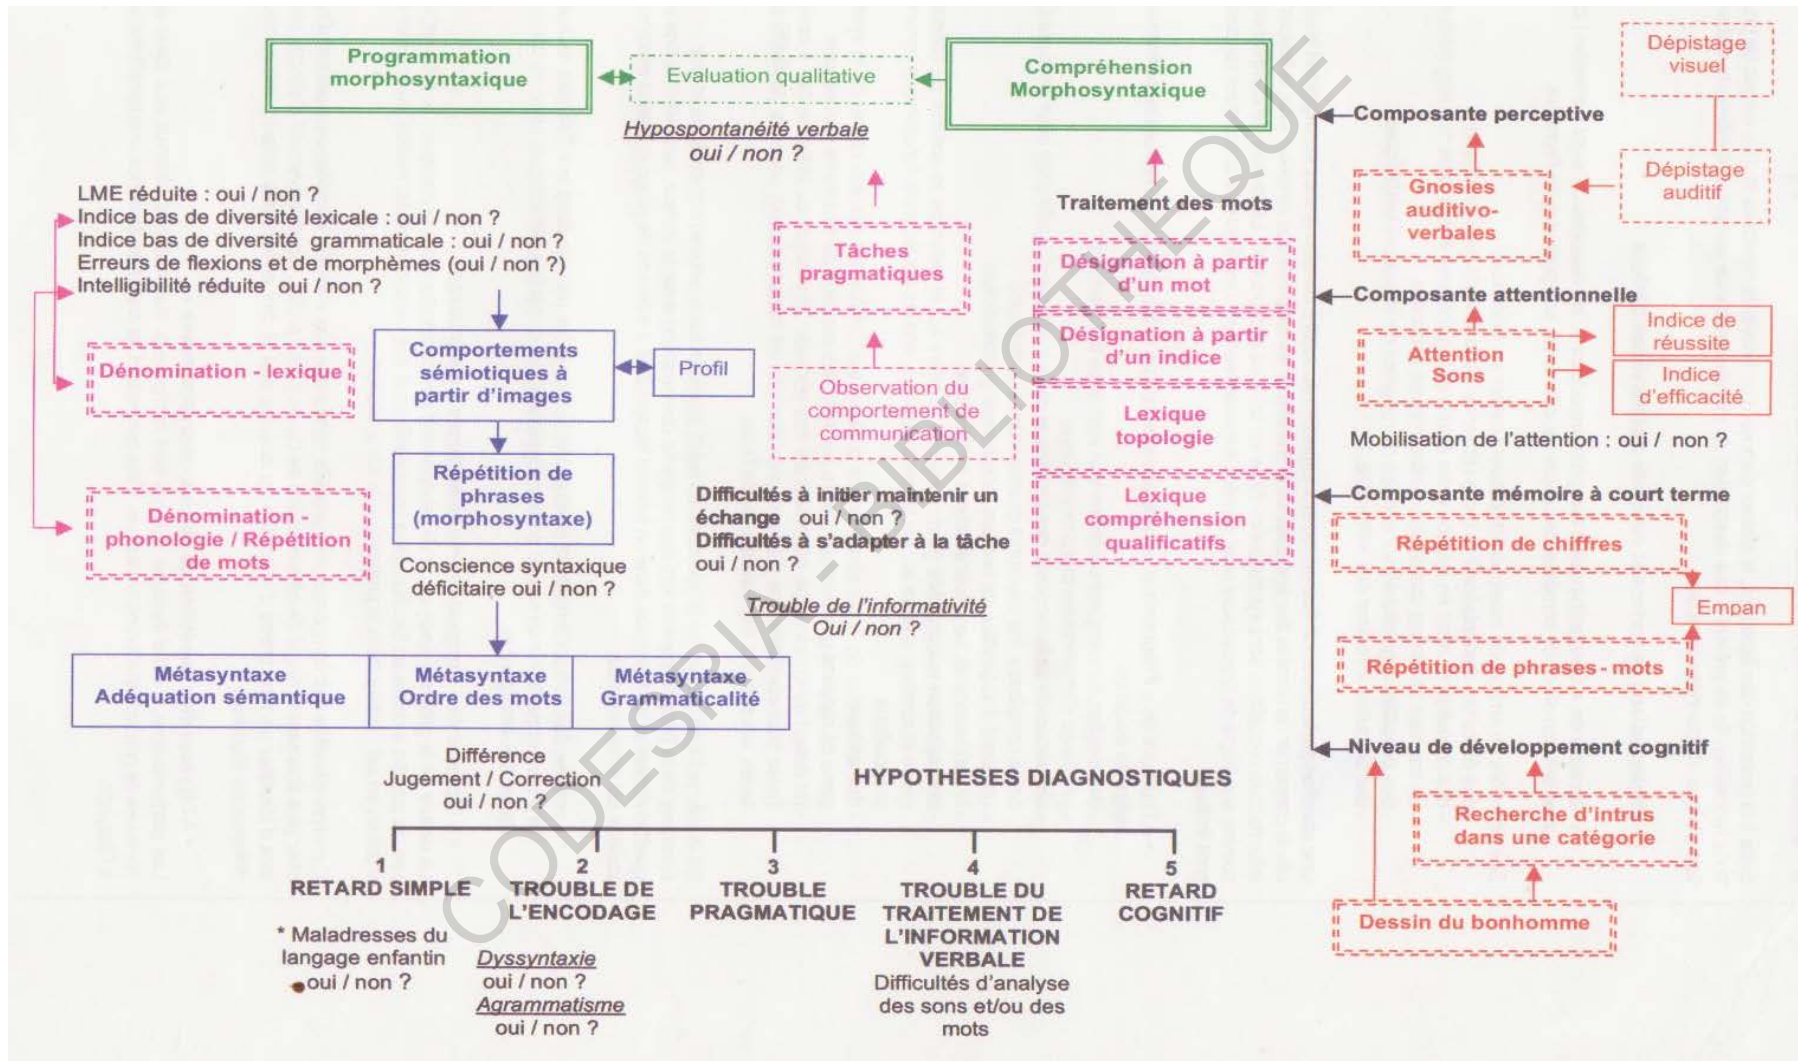 Programmation
morphosyntaxique
Evaluation qualitative
Compréhension
Morphosyntaxique
Dépistage
visuel
Hypospontanéité verbale
oui / non ?
Composante perceptive
Dépistage
auditif
Gnosies
auditivo-
verbales
LME réduite : oui / non ?
Indice bas de diversité lexicale : oui / non ?
Indice bas de diversité grammaticale : oui / non ?
Erreurs de flexions et de morphèmes (oui / non ?)
Intelligibilité réduite oui / non ?
Tâches
pragmatiques
Traitement des mots
Désignation à partir
d'un mot
Désignation à partir
d'un indice
Lexique
topologie
Lexique
compréhension
qualificatifs
Composante attentionnelle
Attention
Sons
Indice de
réussite
Indice
d'efficacité
Mobilisation de l'attention : oui / non ?
Dénomination - lexique
Comportements
sémiotiques à
partir d'images
Profil
Observation du
comportement de
communication
Dénomination -
phonologie / Répétition
de mots
Répétition de
phrases
(morphosyntaxe)
Difficultés à initier maintenir un
échange oui / non ?
Difficultés à s'adapter à la tâche
oui / non ?
Trouble de l'informativité
Oui / non ?
Composante mémoire à court terme
Répétition de chiffres
Empan
Répétition de phrases - mots
Conscience syntaxique
déficitaire oui / non ?
Métasyntaxe
Adéquation sémantique
Métasyntaxe
Ordre des mots
Métasyntaxe
Grammaticalité
Différence
Jugement / Correction
oui / non ?
Niveau de développement cognitif
Recherche d'intrus
dans une catégorie
Dessin du bonhomme
HYPOTHESES DIAGNOSTIQUES
1
RETARD SIMPLE
* Maladresses du
langage enfantin
oui / non ?
2
TROUBLE DE
L'ENCODAGE
Dyssyntaxie
oui / non ?
Agrammatisme
oui / non ?
3
TROUBLE
PRAGMATIQUE
4
TROUBLE DU
TRAITEMENT DE
L'INFORMATION
VERBALE
Difficultés d'analyse
des sons et/ou des
mots
5
RETARD
COGNITIF
CODESRIA - BIBLIOTHEQUE